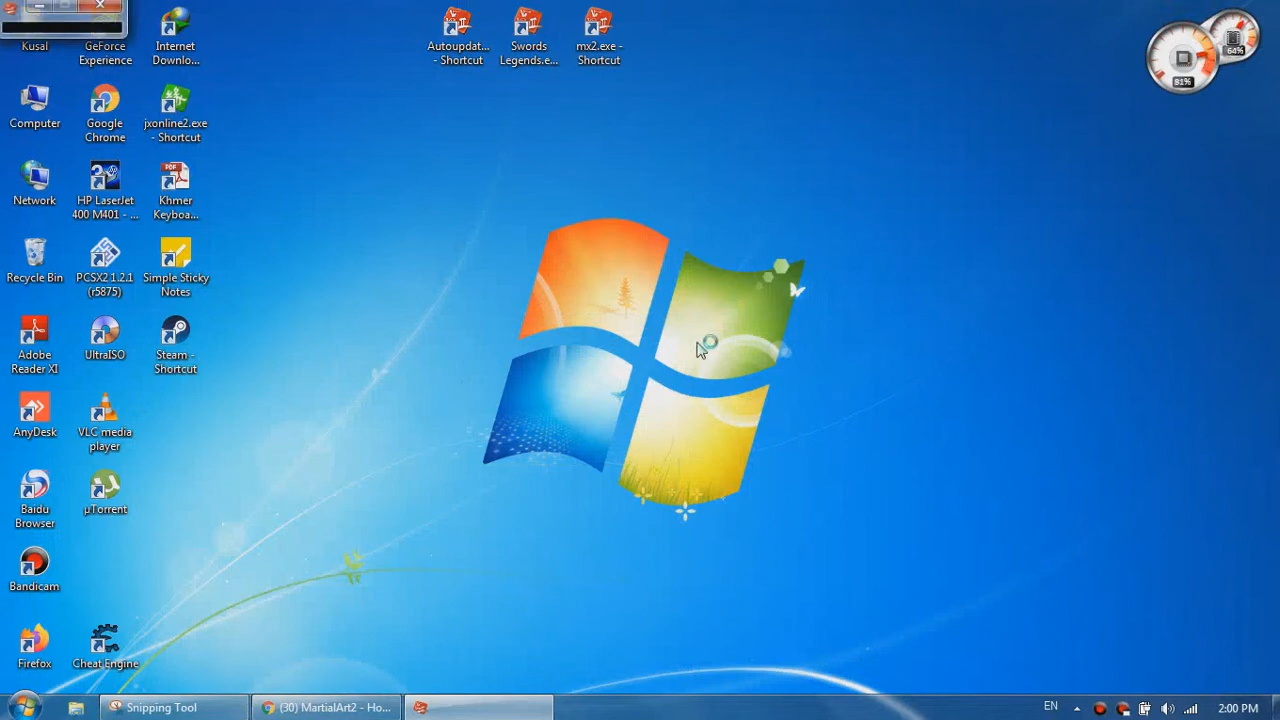 Kusal
GeForce
Experience
Internet
Downlo...
Autoupdat...
- Shortcut
Swords
Legends.e...
mx2.exe -
Shortcut
64%
81%
Computer
Google
Chrome
jxonline2.exe
- Shortcut
Network
HP LaserJet
400 M401 - ...
PDF
Khmer
Keyboa...
Recycle Bin
PCSX2 1.2.1
(r5875)
Simple Sticky
Notes
Adobe
Reader XI
UltraISO
Steam -
Shortcut
AnyDesk
VLC media
player
Baidu
Browser
µTorrent
Bandicam
Firefox
Cheat Engine
Snipping Tool
(30) MartialArt2 - Ho...
EN
2:00 PM